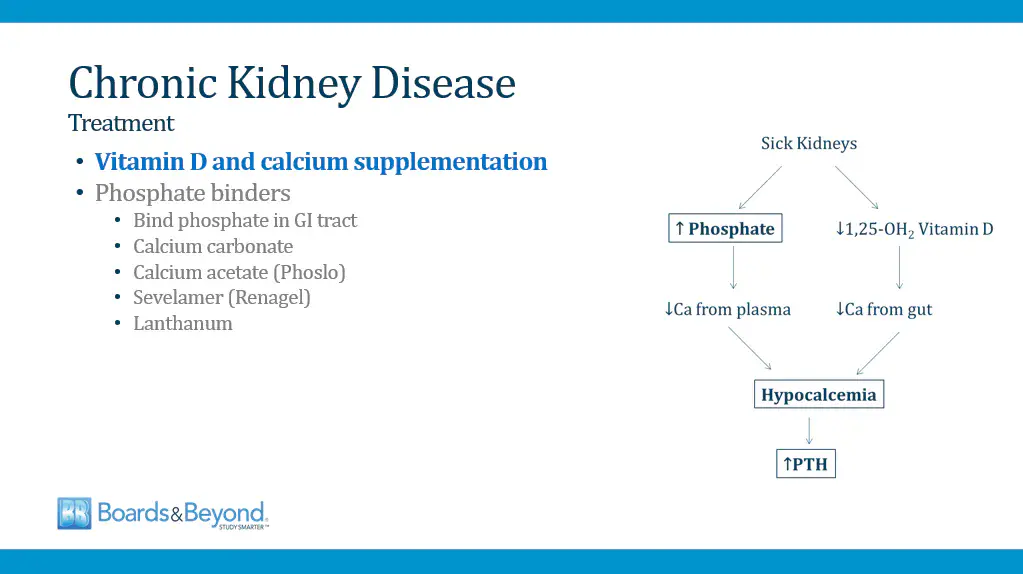 Chronic Kidney Disease
Treatment
• Vitamin D and calcium supplementation
• Phosphate binders
• Bind phosphate in GI tract
• Calcium carbonate
• Calcium acetate (Phoslo)
• Sevelamer (Renagel)
• Lanthanum
Sick Kidneys
↑ Phosphate
↓1,25-OH₂ Vitamin D
↓Ca from plasma
↓Ca from gut
Hypocalcemia
↑PTH
BB
Boards&Beyond.
STUDY SMARTER™